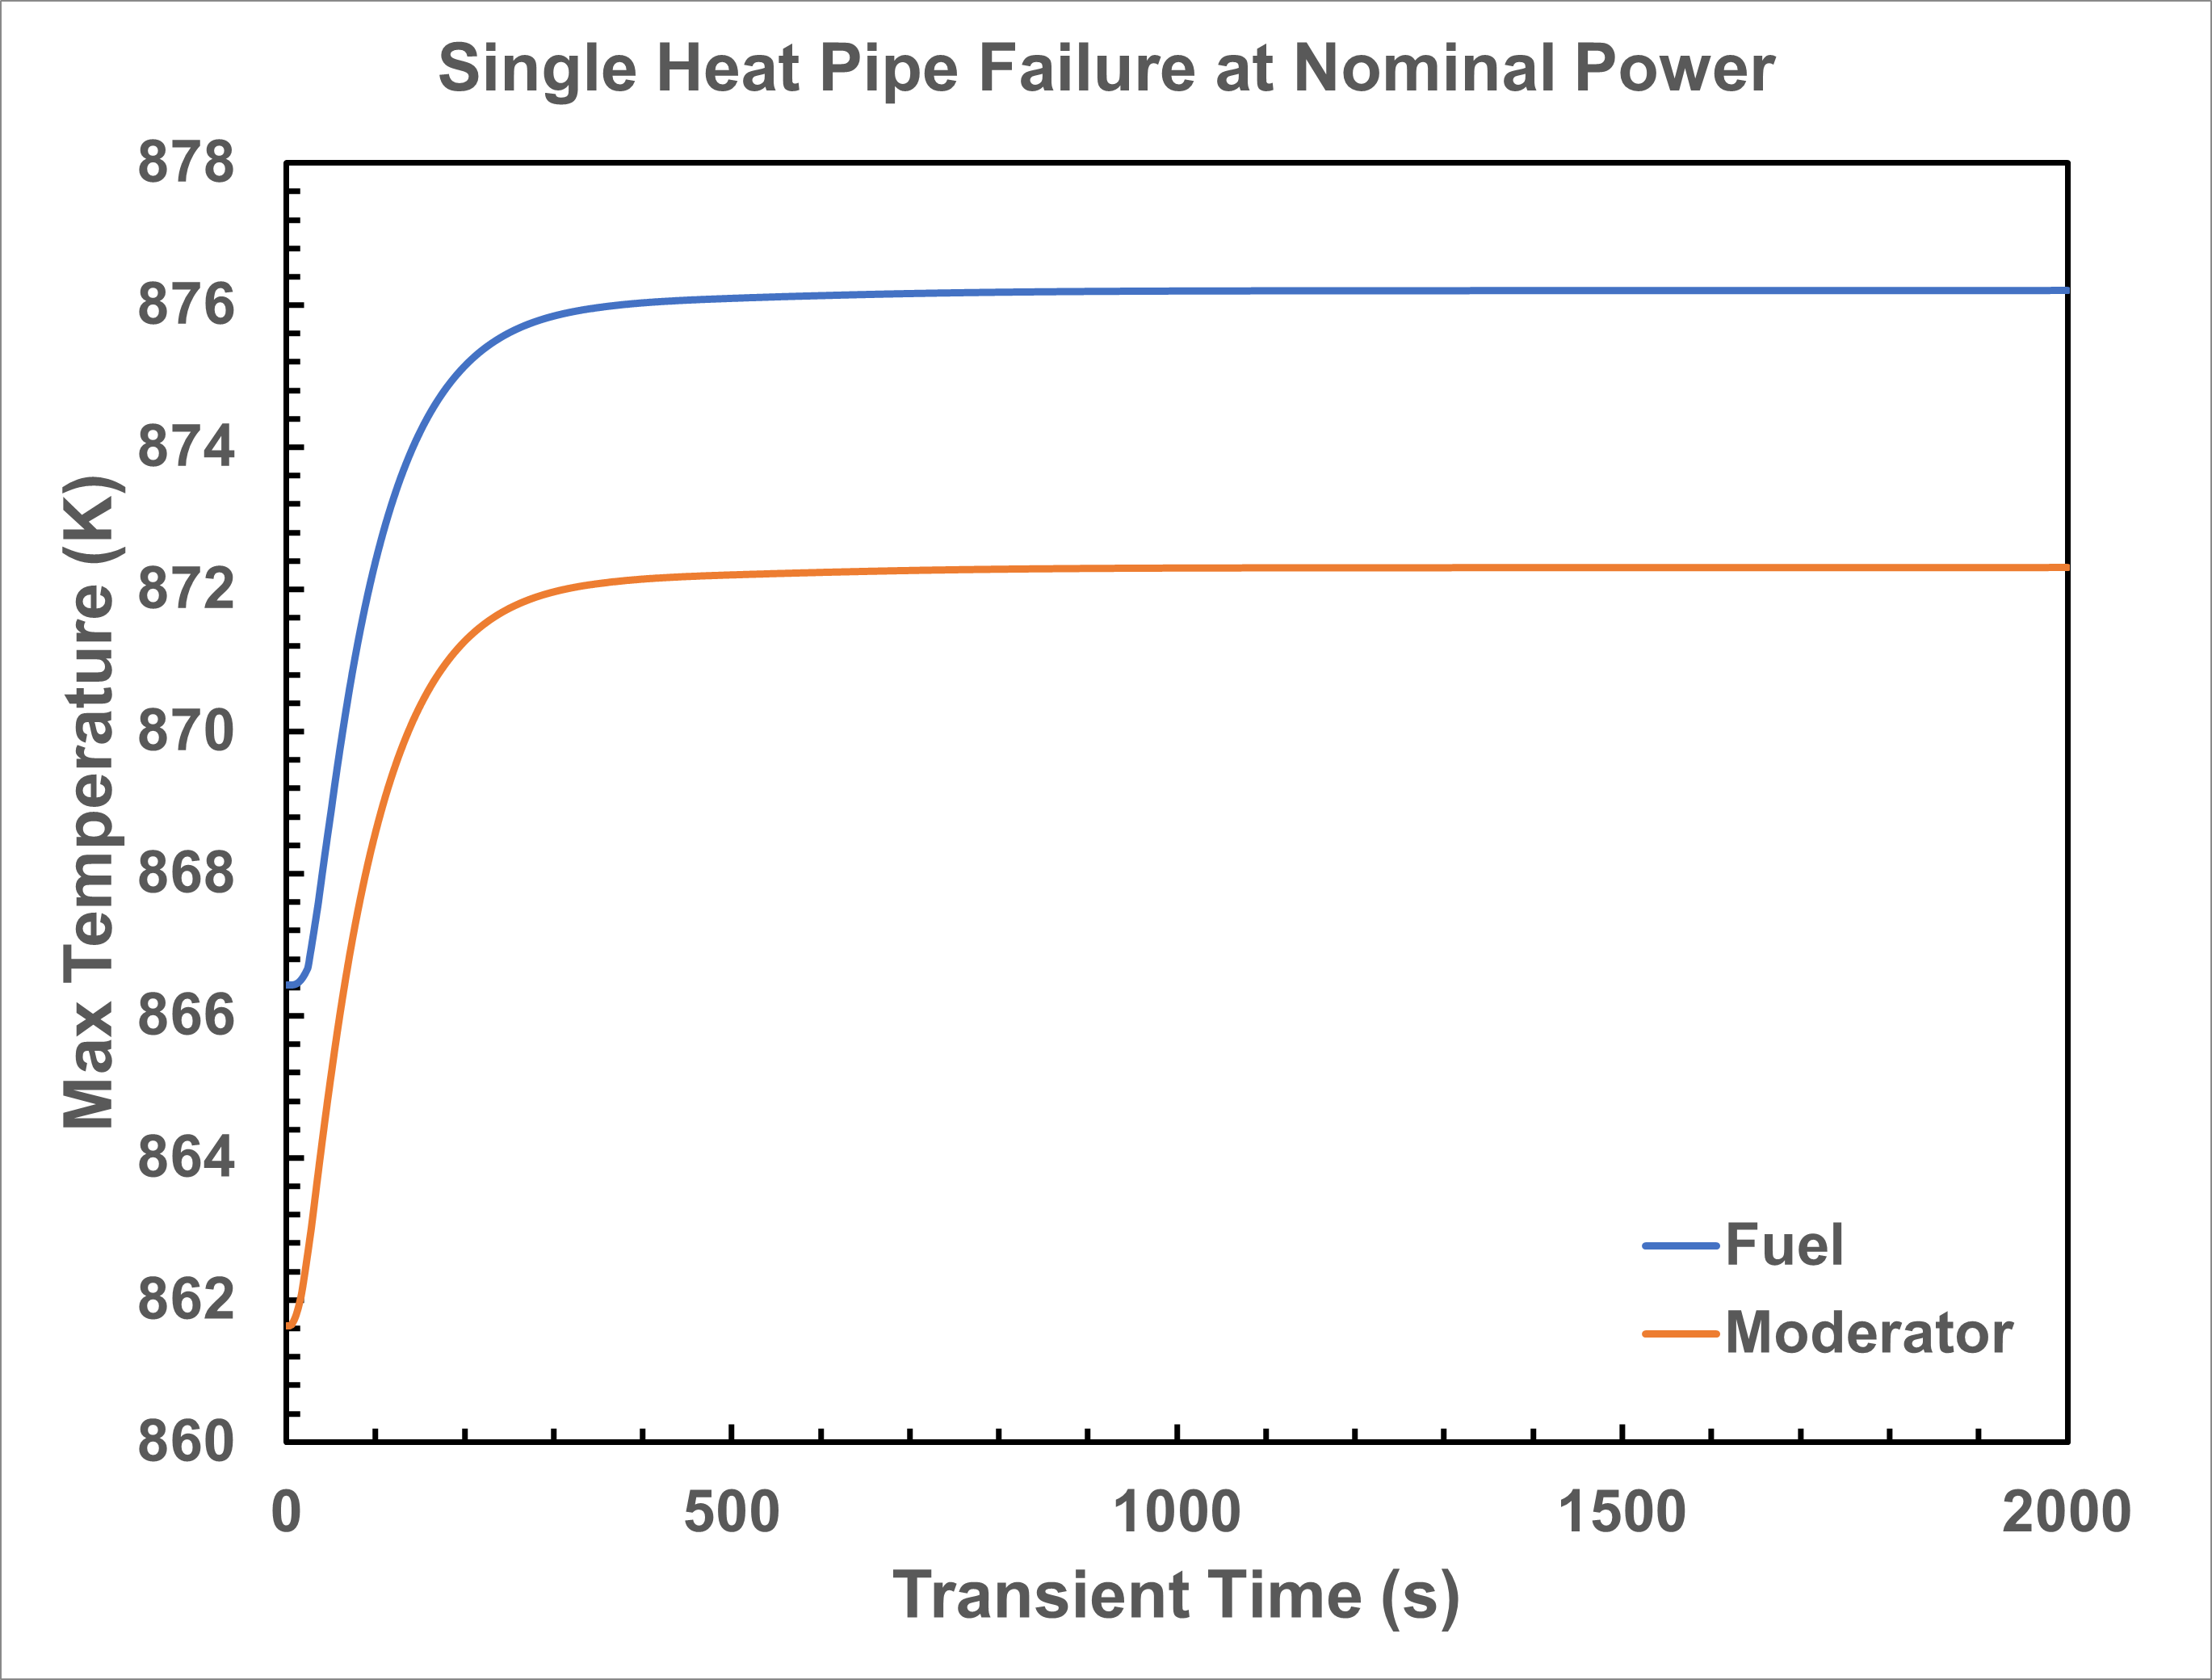 Single Heat Pipe Failure at Nominal Power
878
876
874
872
870
868
866
864
862
860
Max Temperature (K)
Fuel
Moderator
0 500 1000 1500 2000
Transient Time (s)